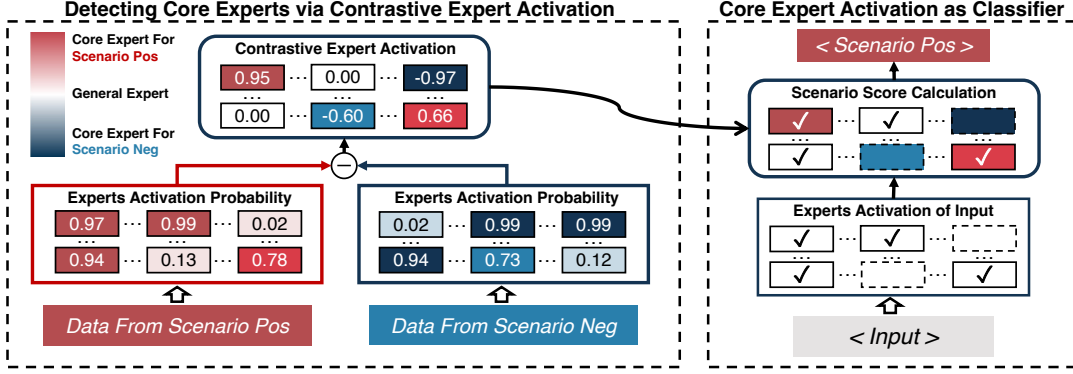 Detecting Core Experts via Contrastive Expert Activation
Core Expert For
Scenario Pos
General Expert
Core Expert For
Scenario Neg
Contrastive Expert Activation
0.95 ··· 0.00 ··· -0.97
··· ···
0.00 ··· -0.60 ··· 0.66
−
Experts Activation Probability
0.97 ··· 0.99 ··· 0.02
··· ···
0.94 ··· 0.13 ··· 0.78
Data From Scenario Pos
Experts Activation Probability
0.02 ··· 0.99 ··· 0.99
··· ···
0.94 ··· 0.73 ··· 0.12
Data From Scenario Neg
Core Expert Activation as Classifier
< Scenario Pos >
Scenario Score Calculation
✓ ··· ✓ ···
··· ···
✓ ··· ··· ✓
Experts Activation of Input
✓ ··· ✓ ···
··· ···
✓ ··· ··· ✓
< Input >